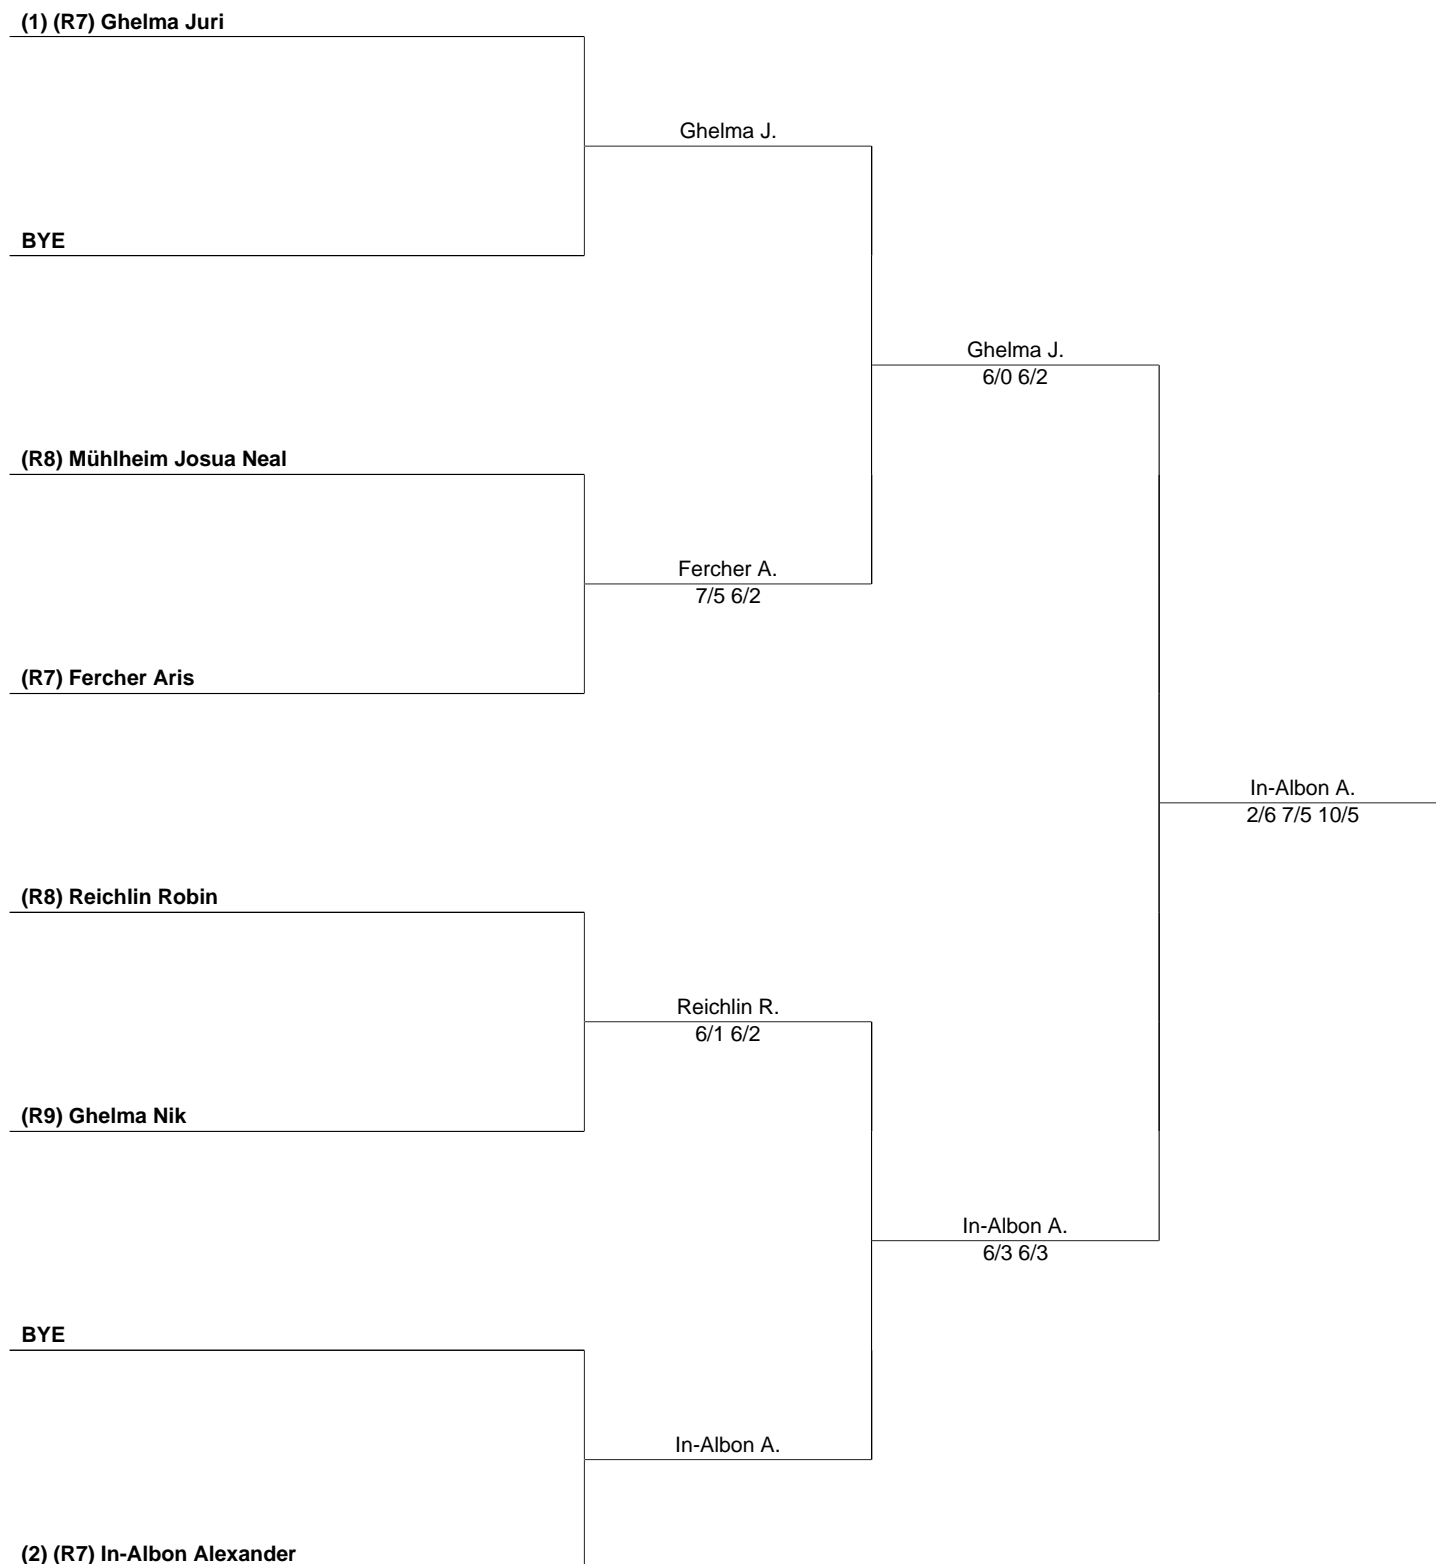 (1) (R7) Ghelma Juri
Ghelma J.
BYE
Ghelma J.
6/0 6/2
(R8) Mühlheim Josua Neal
Fercher A.
7/5 6/2
(R7) Fercher Aris
In-Albon A.
2/6 7/5 10/5
(R8) Reichlin Robin
Reichlin R.
6/1 6/2
(R9) Ghelma Nik
In-Albon A.
6/3 6/3
BYE
In-Albon A.
(2) (R7) In-Albon Alexander